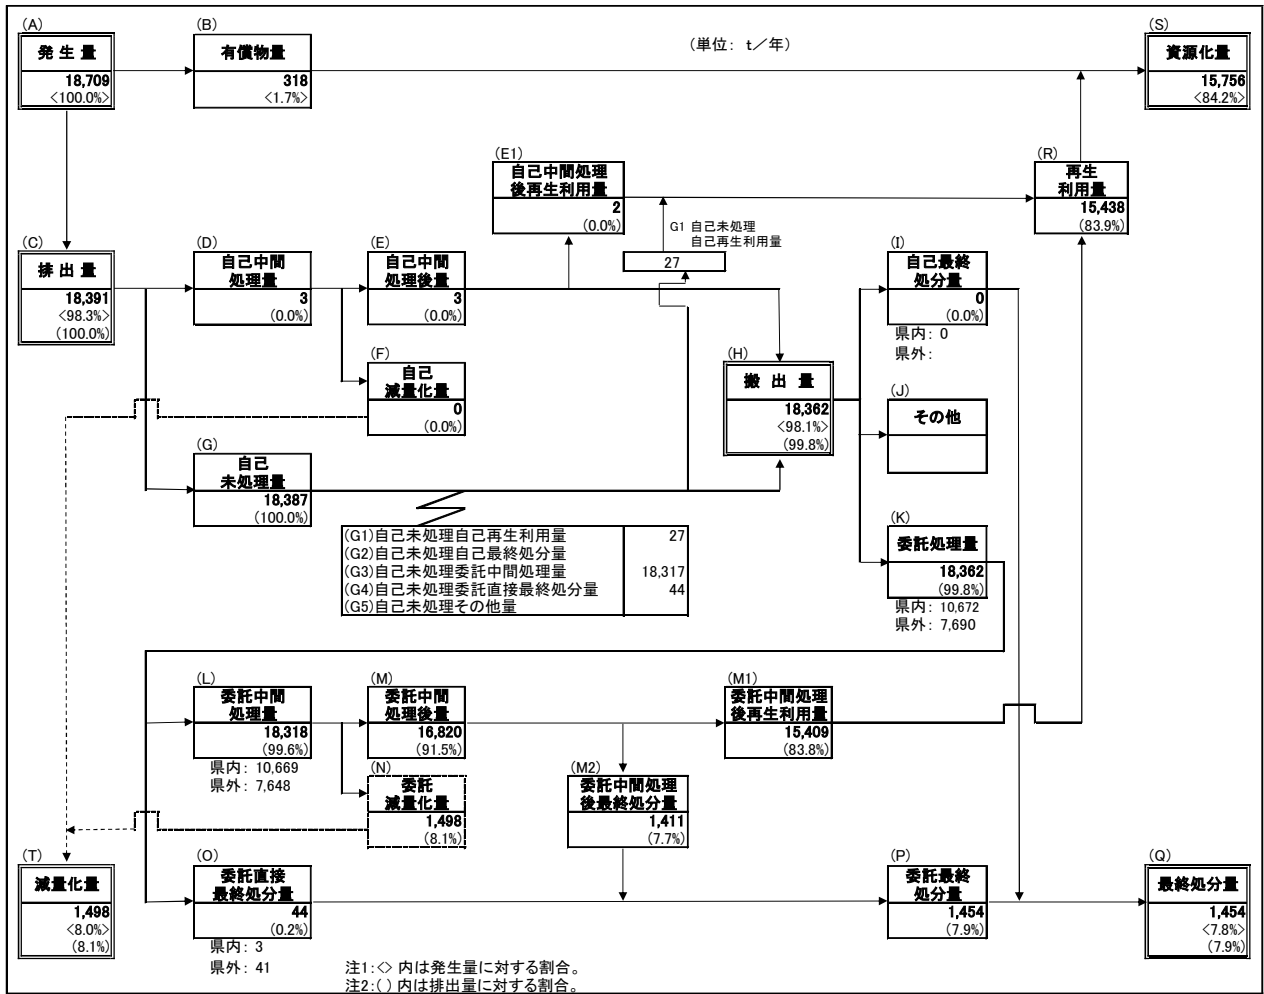 (A)
発 生 量
18,709
<100.0%>
(B)
有償物量
318
<1.7%>
(単位: t/年)
(S)
資源化量
15,756
<84.2%>
(E1)
自己中間処理
後再生利用量
2
(0.0%)
(R)
再生
利用量
15,438
(83.9%)
G1 自己未処理
自己再生利用量
27
(C)
排 出 量
18,391
<98.3%>
(100.0%)
(D)
自己中間
処理量
3
(0.0%)
(E)
自己中間
処理後量
3
(0.0%)
(I)
自己最終
処分量
0
(0.0%)
県内: 0
県外:
(F)
自己
減量化量
0
(0.0%)
(H)
搬 出 量
18,362
<98.1%>
(99.8%)
(J)
その他
(G)
自己
未処理量
18,387
(100.0%)
(G1)自己未処理自己再生利用量 27
(G2)自己未処理自己最終処分量
(G3)自己未処理委託中間処理量 18,317
(G4)自己未処理委託直接最終処分量 44
(G5)自己未処理その他量
(K)
委託処理量
18,362
(99.8%)
県内: 10,672
県外: 7,690
(L)
委託中間
処理量
18,318
(99.6%)
県内: 10,669
県外: 7,648
(M)
委託中間
処理後量
16,820
(91.5%)
(M1)
委託中間処理
後再生利用量
15,409
(83.8%)
(N)
委託
減量化量
1,498
(8.1%)
(M2)
委託中間処理
後最終処分量
1,411
(7.7%)
(T)
減量化量
1,498
<8.0%>
(8.1%)
(O)
委託直接
最終処分量
44
(0.2%)
県内: 3
県外: 41
(P)
委託最終
処分量
1,454
(7.9%)
(Q)
最終処分量
1,454
<7.8%>
(7.9%)
注1:<> 内は発生量に対する割合。
注2:( ) 内は排出量に対する割合。